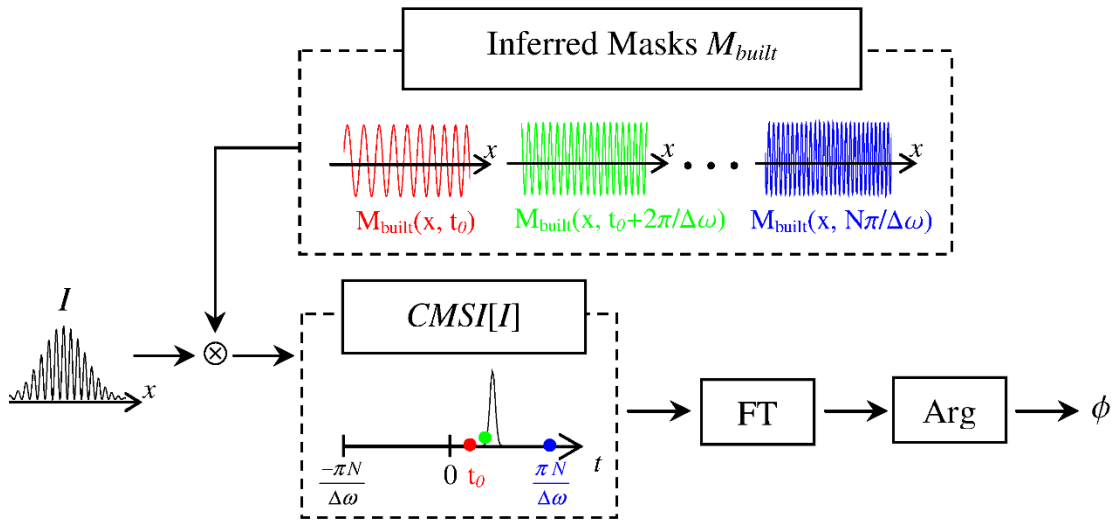 Inferred Masks M_built
x x x
M_built(x, t_0) M_built(x, t_0+2π/Δω) M_built(x, Nπ/Δω)
I
x
⊗
CMSI[I]
−πN/Δω 0 t_0 πN/Δω t
FT
Arg
ϕ